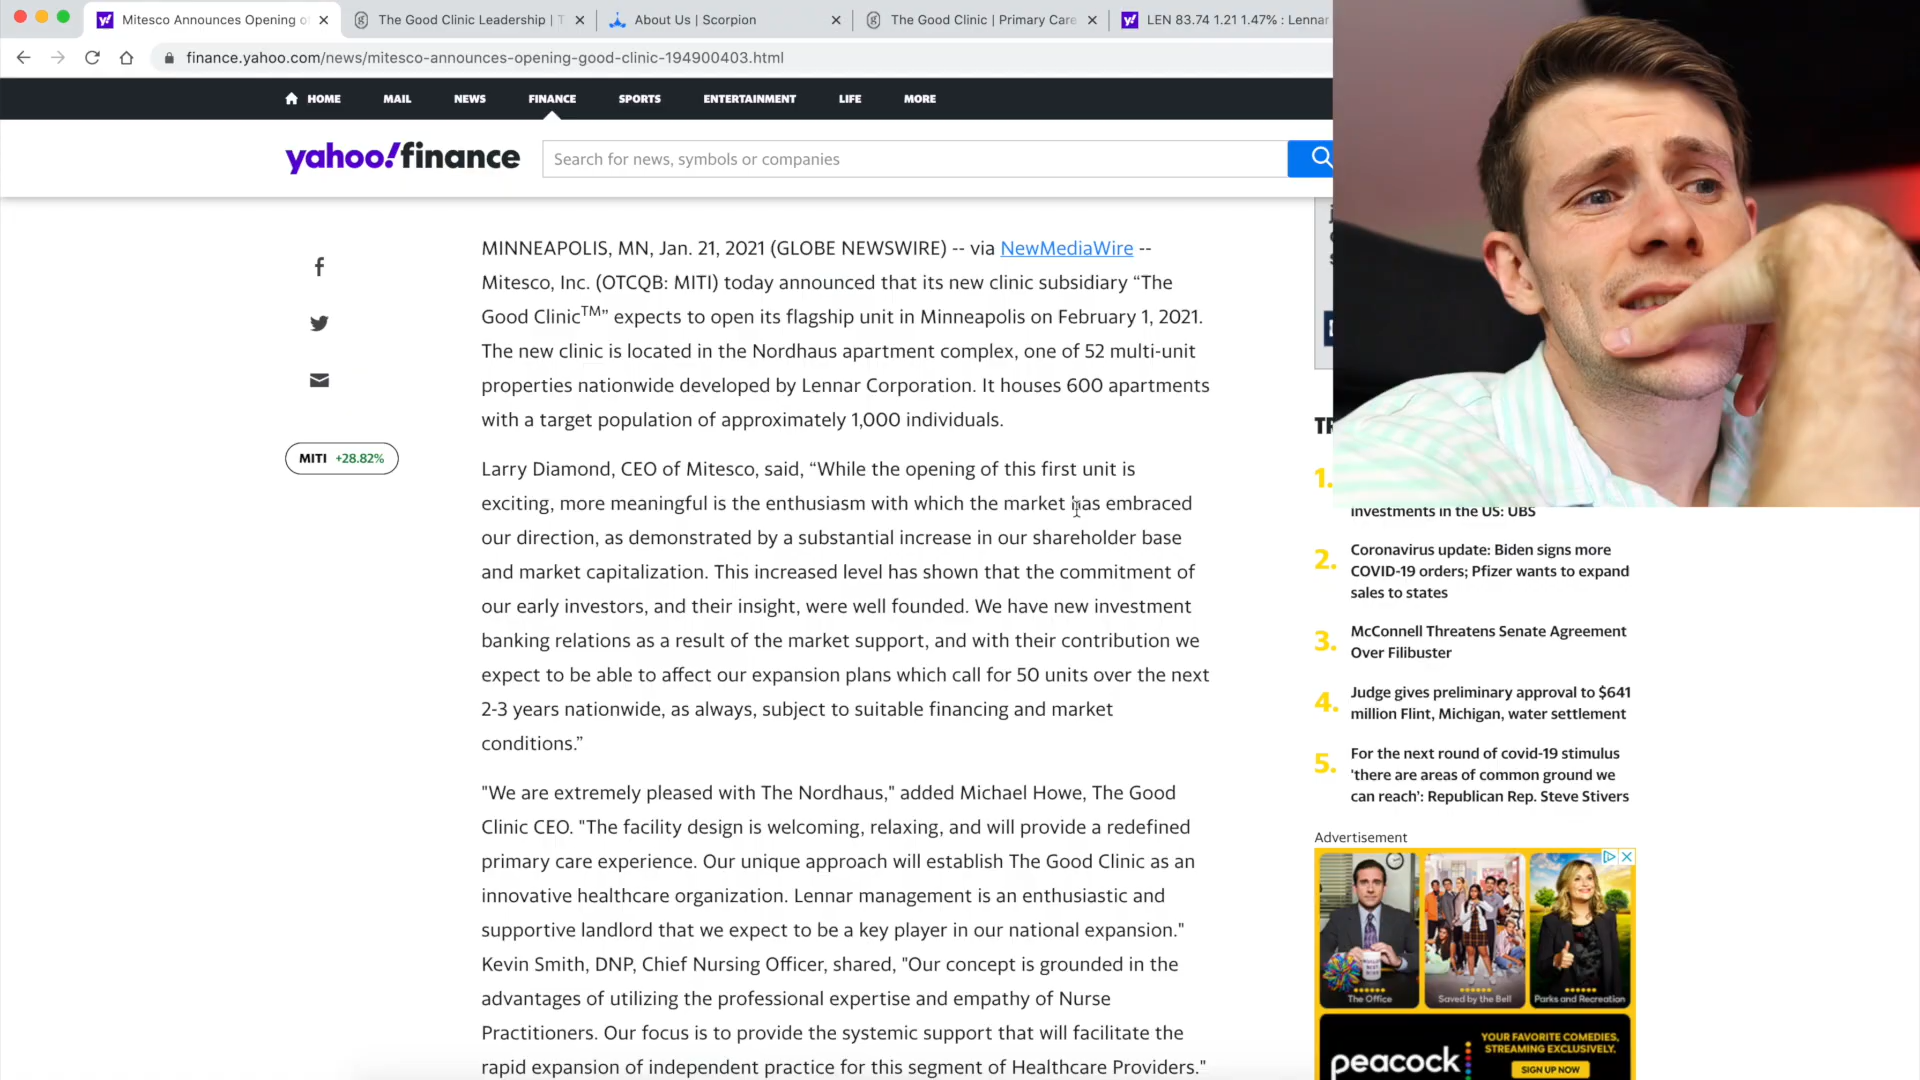 Mitesco Announces Opening o
The Good Clinic Leadership | T
About Us | Scorpion
The Good Clinic | Primary Care
LEN 83.74 1.21 1.47% : Lennar
finance.yahoo.com/news/mitesco-announces-opening-good-clinic-194900403.html
HOME MAIL NEWS FINANCE SPORTS ENTERTAINMENT LIFE MORE
yahoo!finance
Search for news, symbols or companies
MINNEAPOLIS, MN, Jan. 21, 2021 (GLOBE NEWSWIRE) -- via NewMediaWire --
Mitesco, Inc. (OTCQB: MITI) today announced that its new clinic subsidiary “The
Good Clinic™” expects to open its flagship unit in Minneapolis on February 1, 2021.
The new clinic is located in the Nordhaus apartment complex, one of 52 multi-unit
properties nationwide developed by Lennar Corporation. It houses 600 apartments
with a target population of approximately 1,000 individuals.
MITI +28.82%
Larry Diamond, CEO of Mitesco, said, “While the opening of this first unit is
exciting, more meaningful is the enthusiasm with which the market has embraced
our direction, as demonstrated by a substantial increase in our shareholder base
and market capitalization. This increased level has shown that the commitment of
our early investors, and their insight, were well founded. We have new investment
banking relations as a result of the market support, and with their contribution we
expect to be able to affect our expansion plans which call for 50 units over the next
2-3 years nationwide, as always, subject to suitable financing and market
conditions.”
"We are extremely pleased with The Nordhaus," added Michael Howe, The Good
Clinic CEO. "The facility design is welcoming, relaxing, and will provide a redefined
primary care experience. Our unique approach will establish The Good Clinic as an
innovative healthcare organization. Lennar management is an enthusiastic and
supportive landlord that we expect to be a key player in our national expansion."
Kevin Smith, DNP, Chief Nursing Officer, shared, "Our concept is grounded in the
advantages of utilizing the professional expertise and empathy of Nurse
Practitioners. Our focus is to provide the systemic support that will facilitate the
rapid expansion of independent practice for this segment of Healthcare Providers."
TR
1.
investments in the US: UBS
2. Coronavirus update: Biden signs more
COVID-19 orders; Pfizer wants to expand
sales to states
3. McConnell Threatens Senate Agreement
Over Filibuster
4. Judge gives preliminary approval to $641
million Flint, Michigan, water settlement
5. For the next round of covid-19 stimulus
'there are areas of common ground we
can reach': Republican Rep. Steve Stivers
Advertisement
The Office
Saved by the Bell
Parks and Recreation
peacock
YOUR FAVORITE COMEDIES,
STREAMING EXCLUSIVELY.
SIGN UP NOW